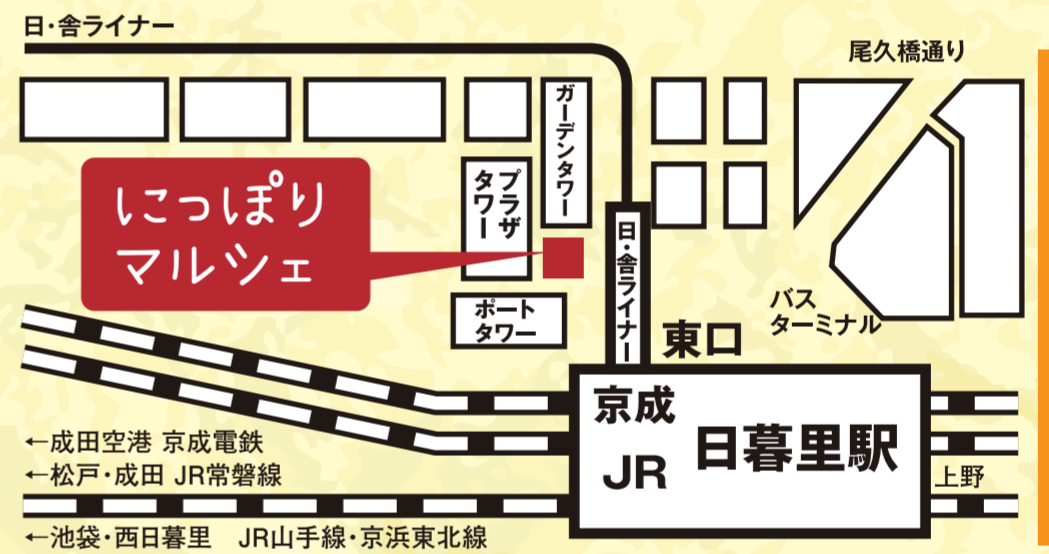 日・舎ライナー
尾久橋通り
ガーデンタワー
プラザ
タワー
にっぽり
マルシェ
日・舎ライナー
バス
ターミナル
ポート
タワー
東口
京成
JR
日暮里駅
←成田空港 京成電鉄
←松戸・成田 JR常磐線
上野
←池袋・西日暮里 JR山手線・京浜東北線